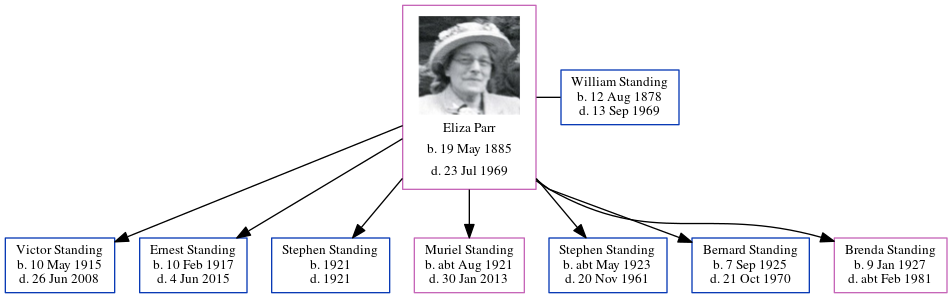 Eliza Parr
b. 19 May 1885
d. 23 Jul 1969
William Standing
b. 12 Aug 1878
d. 13 Sep 1969
Victor Standing
b. 10 May 1915
d. 26 Jun 2008
Ernest Standing
b. 10 Feb 1917
d. 4 Jun 2015
Stephen Standing
b. 1921
d. 1921
Muriel Standing
b. abt Aug 1921
d. 30 Jan 2013
Stephen Standing
b. abt May 1923
d. 20 Nov 1961
Bernard Standing
b. 7 Sep 1925
d. 21 Oct 1970
Brenda Standing
b. 9 Jan 1927
d. abt Feb 1981